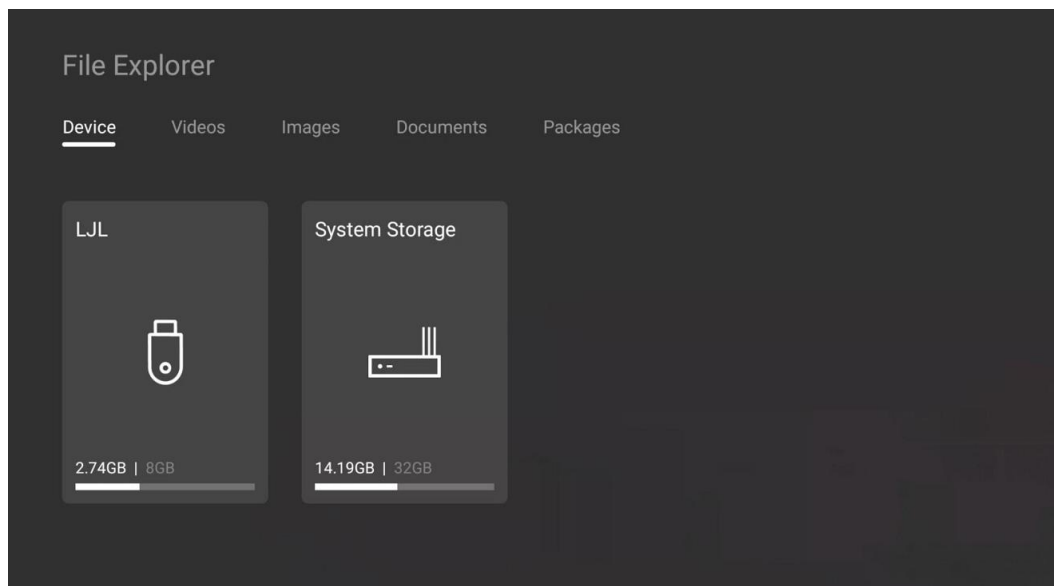 File Explorer
Device Videos Images Documents Packages
LJL
System Storage
2.74GB | 8GB
14.19GB | 32GB